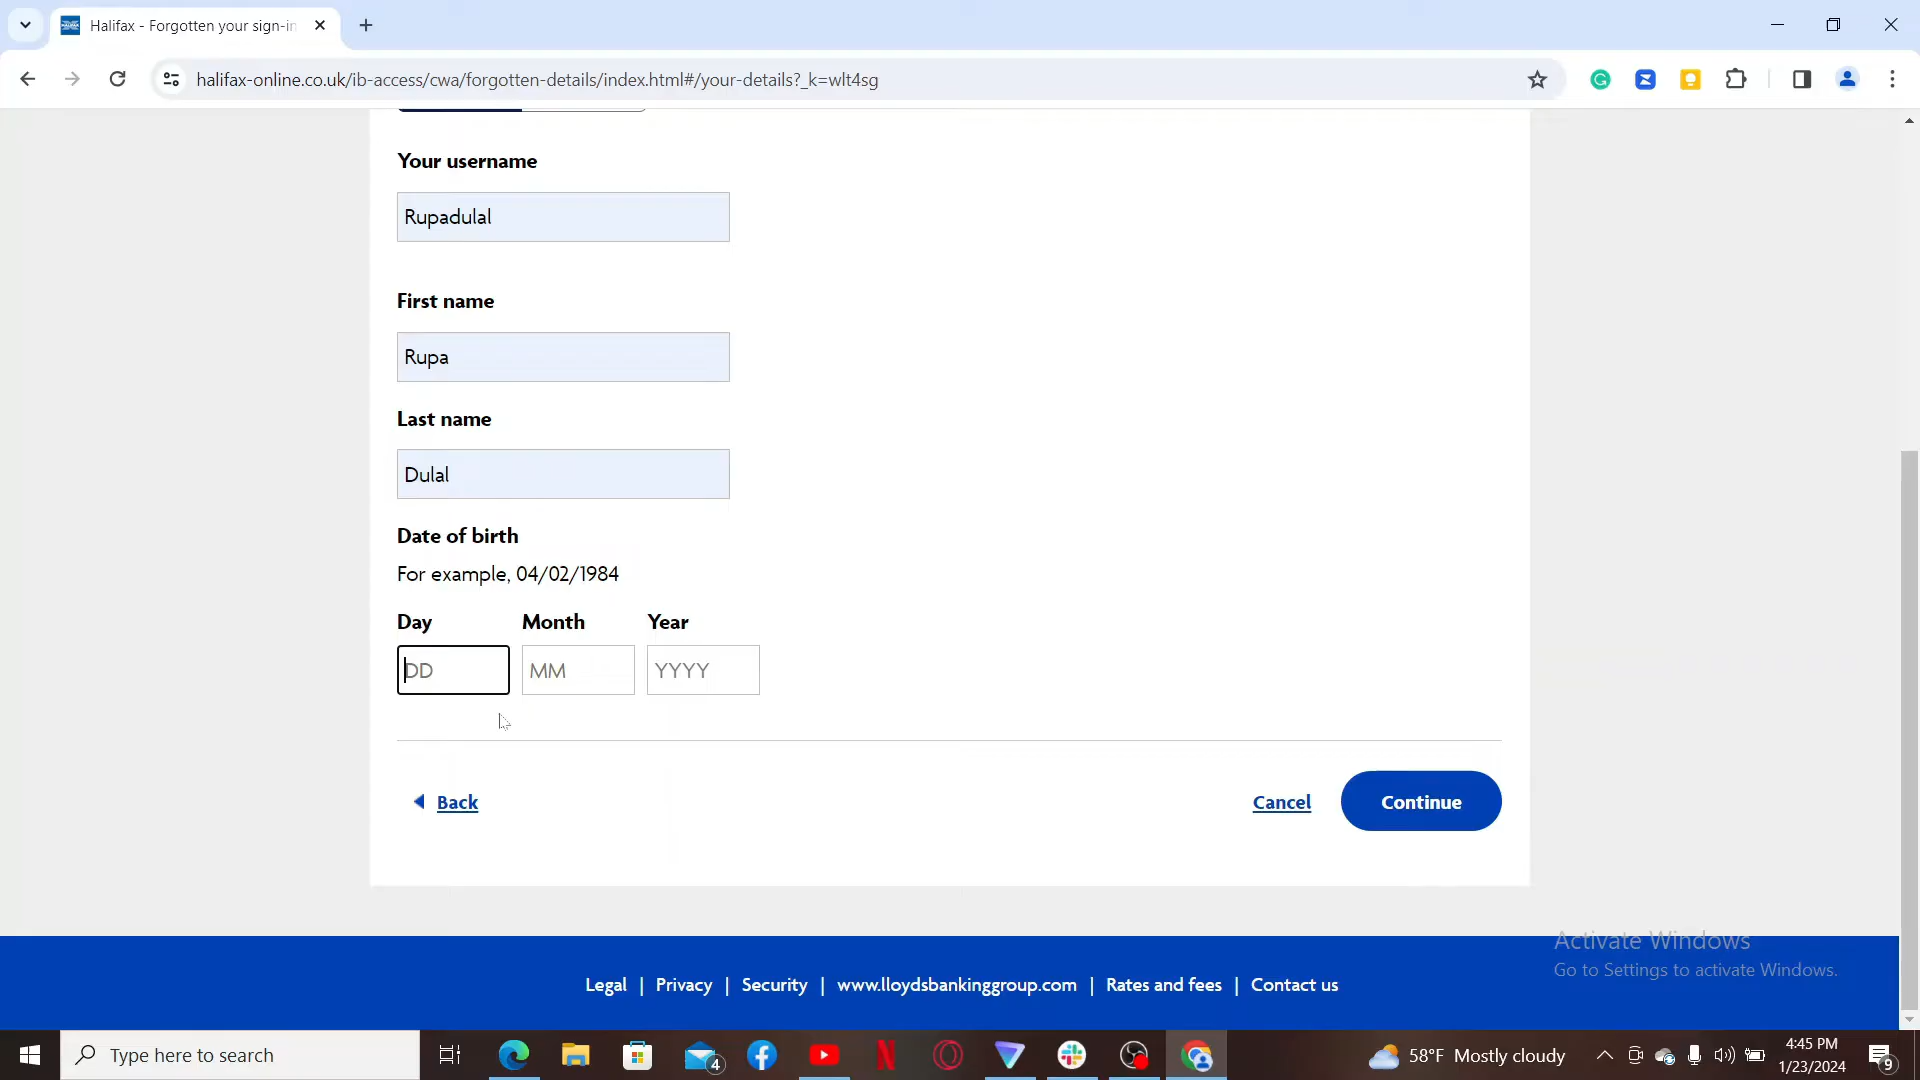 Halifax - Forgotten your sign-in
halifax-online.co.uk/ib-access/cwa/forgotten-details/index.html#/your-details?_k=wlt4sg
Your username
Rupadulal
First name
Rupa
Last name
Dulal
Date of birth
For example, 04/02/1984
Day Month Year
DD MM YYYY
Back Cancel Continue
Activate Windows
Go to Settings to activate Windows.
Legal | Privacy | Security | www.lloydsbankinggroup.com | Rates and fees | Contact us
Type here to search 4 58°F Mostly cloudy 4:45 PM
1/23/2024 9